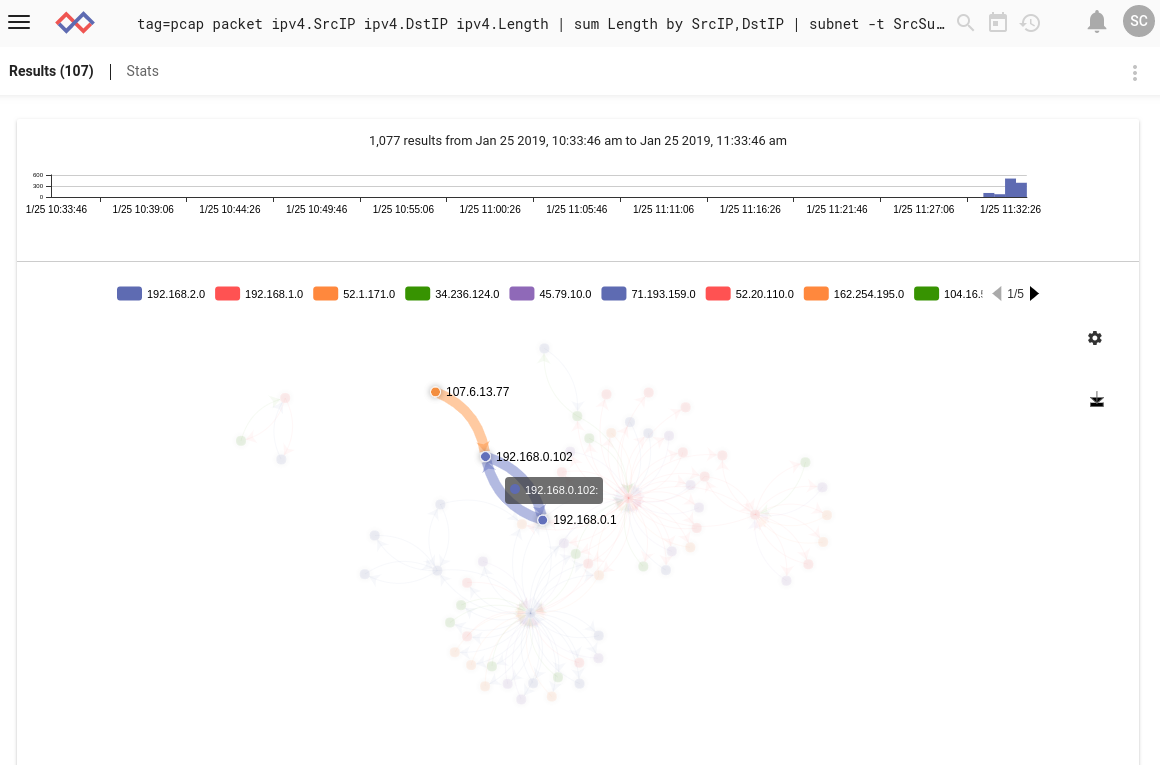 tag=pcap packet ipv4.SrcIP ipv4.DstIP ipv4.Length | sum Length by SrcIP,DstIP | subnet -t SrcSu…
SC
Results (107) | Stats
1,077 results from Jan 25 2019, 10:33:46 am to Jan 25 2019, 11:33:46 am
600
300
0
1/25 10:33:46 1/25 10:39:06 1/25 10:44:26 1/25 10:49:46 1/25 10:55:06 1/25 11:00:26 1/25 11:05:46 1/25 11:11:06 1/25 11:16:26 1/25 11:21:46 1/25 11:27:06 1/25 11:32:26
192.168.2.0 192.168.1.0 52.1.171.0 34.236.124.0 45.79.10.0 71.193.159.0 52.20.110.0 162.254.195.0 104.16. 1/5
107.6.13.77
192.168.0.102
192.168.0.102:
192.168.0.1